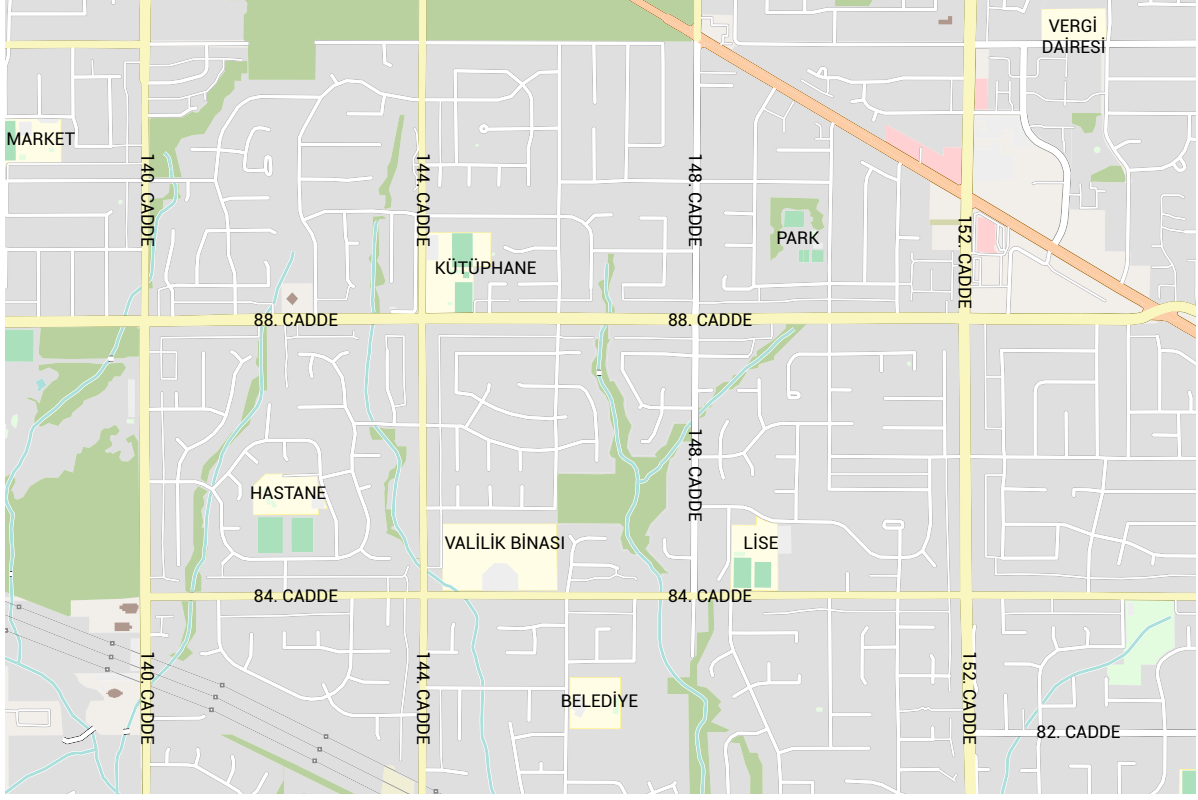 VERGİ
DAİRESİ
MARKET
140. CADDE
144. CADDE
148. CADDE
152. CADDE
PARK
KÜTÜPHANE
88. CADDE
88. CADDE
148. CADDE
HASTANE
VALİLİK BİNASI
LİSE
84. CADDE
84. CADDE
140. CADDE
144. CADDE
152. CADDE
BELEDİYE
82. CADDE